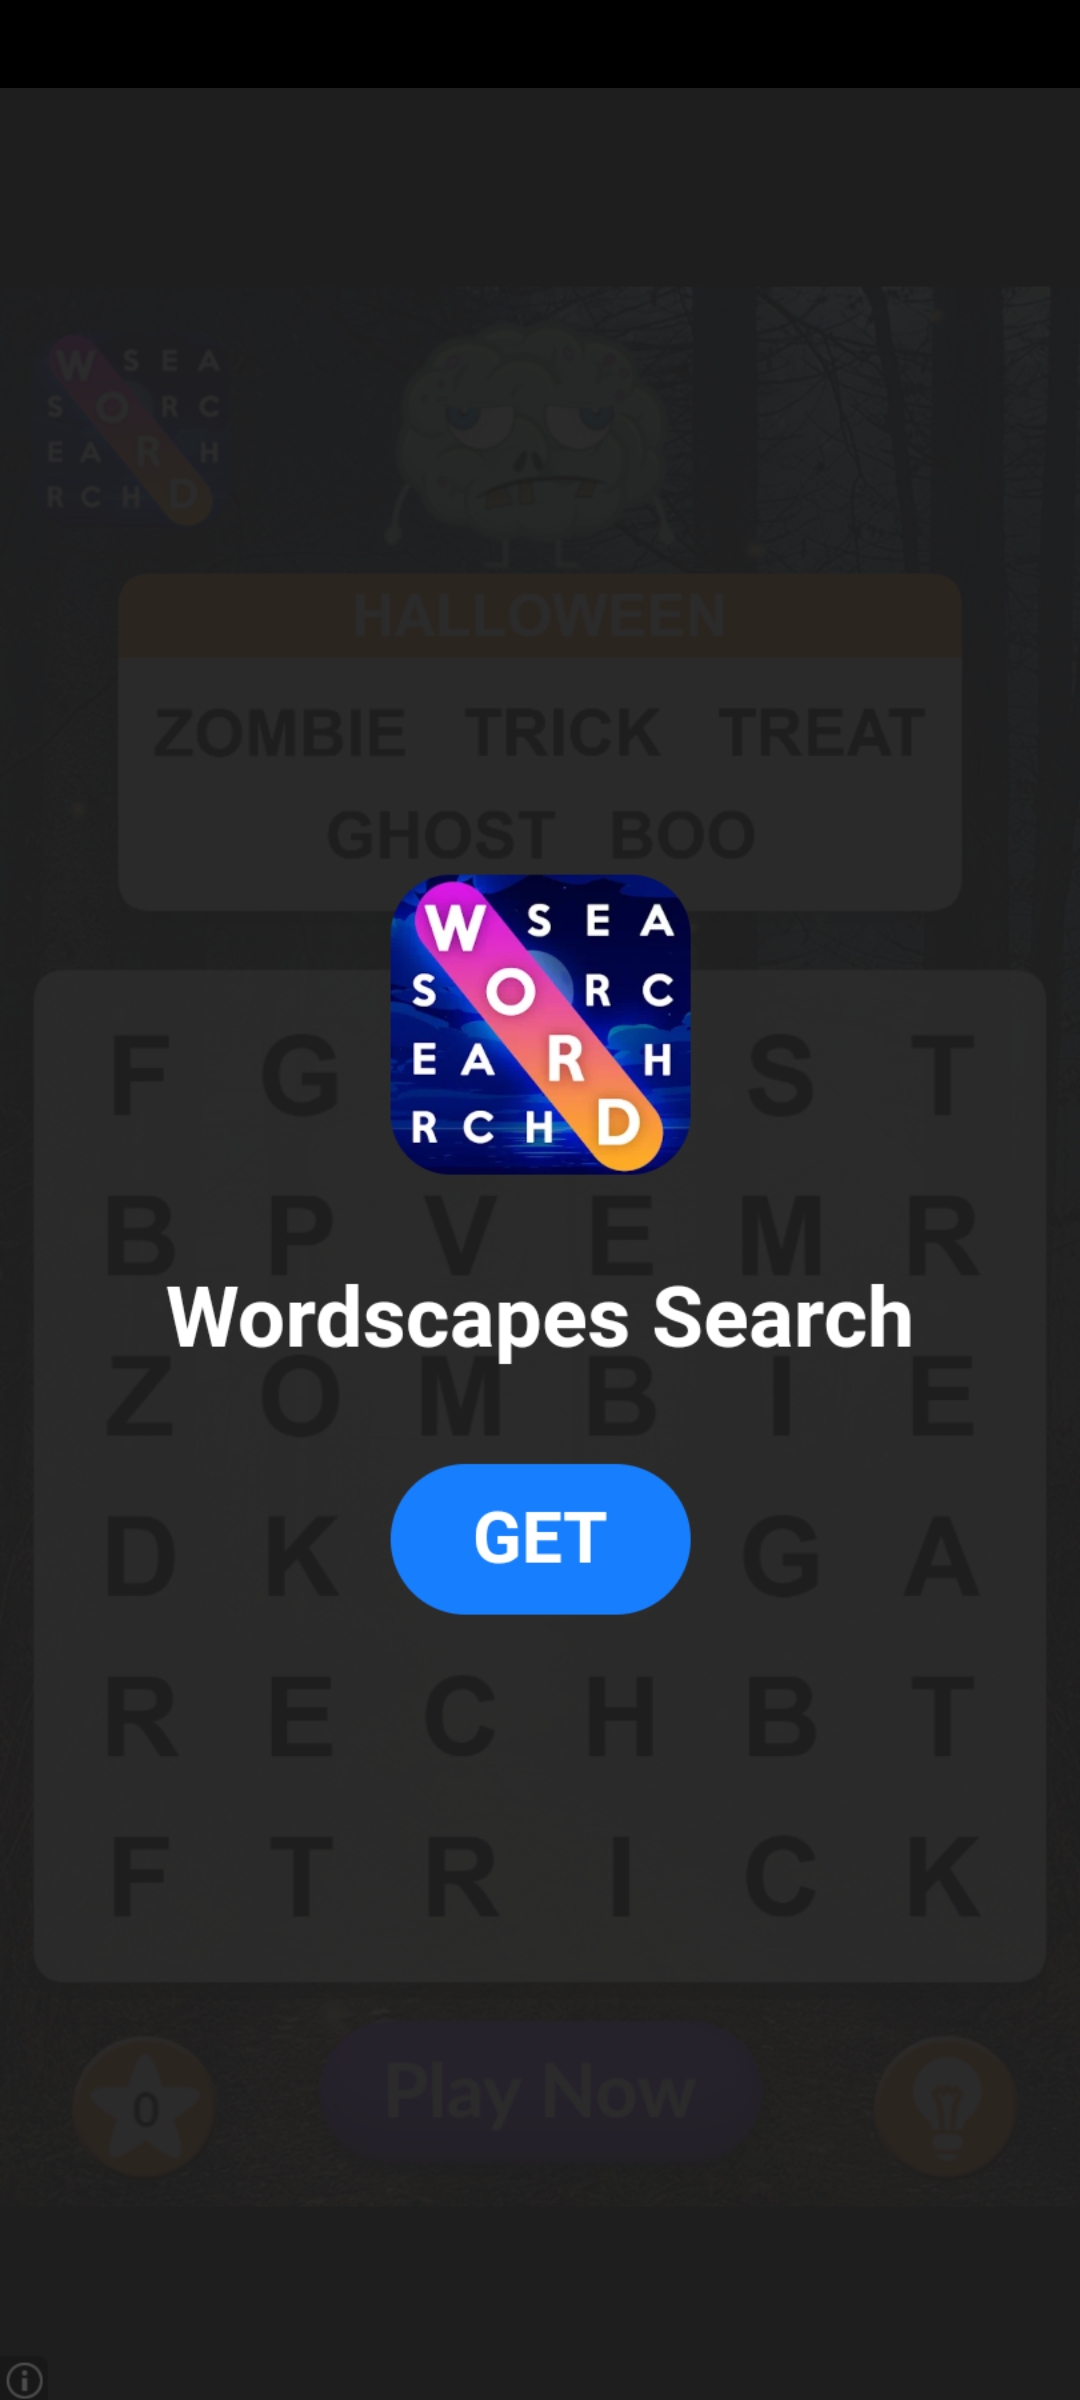 W S E A
S O R C
E A R H
R C H D
HALLOWEEN
ZOMBIE TRICK TREAT
GHOST BOO
W S E A
S O R C
E A R H
R C H D
F G S T
B P V E M R
Wordscapes Search
Z O M B I E
D K G A
GET
R E C H B T
F T R I C K
0
Play Now